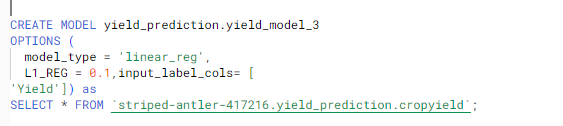 CREATE MODEL yield_prediction.yield_model_3
OPTIONS (
  model_type = 'linear_reg',
  L1_REG = 0.1,input_label_cols= [
'Yield']) as
SELECT * FROM `striped-antler-417216.yield_prediction.cropyield`;